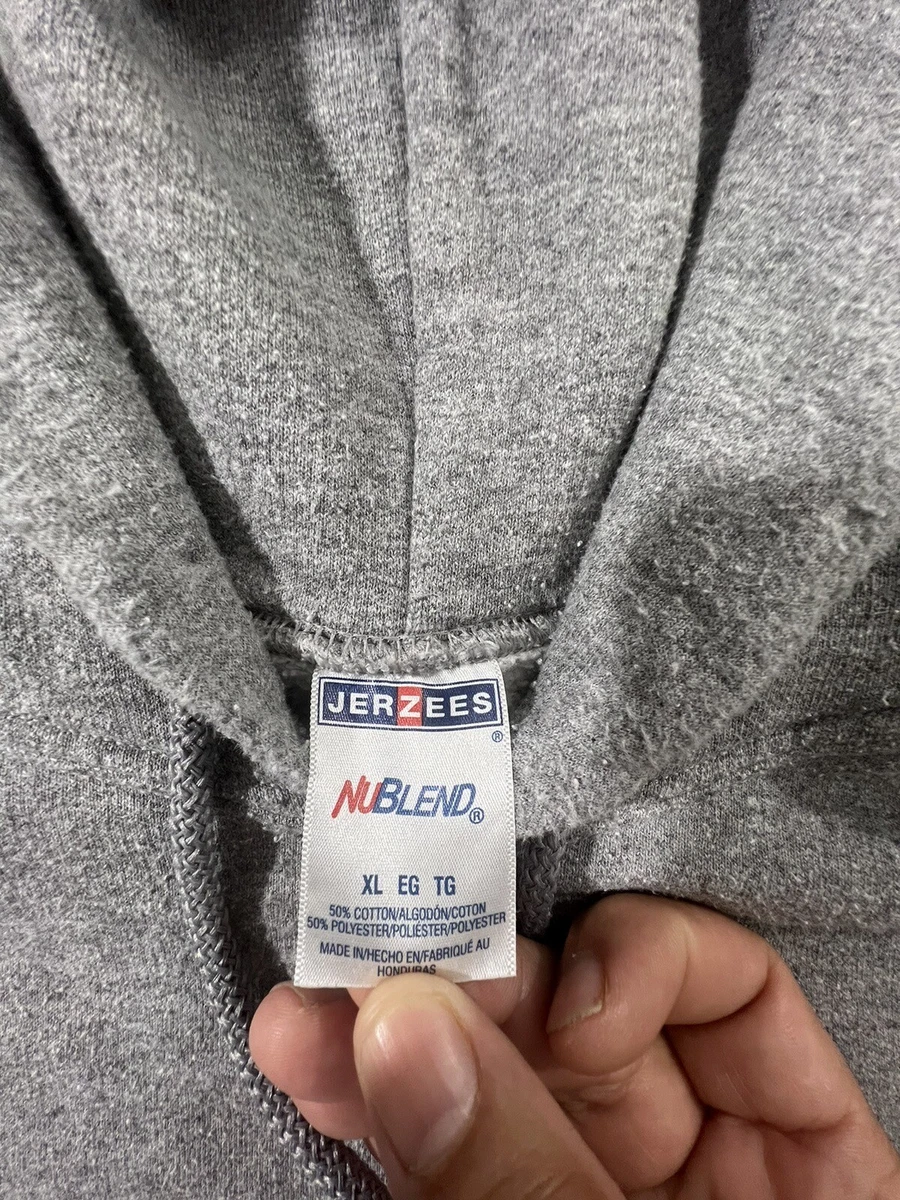 JERZEES
®
NUBLEND®
XL EG TG
50% COTTON/ALGODÓN/COTON
50% POLYESTER/POLIÉSTER/POLYESTER
MADE IN/HECHO EN/FABRIQUÉ AU
HONDURAS